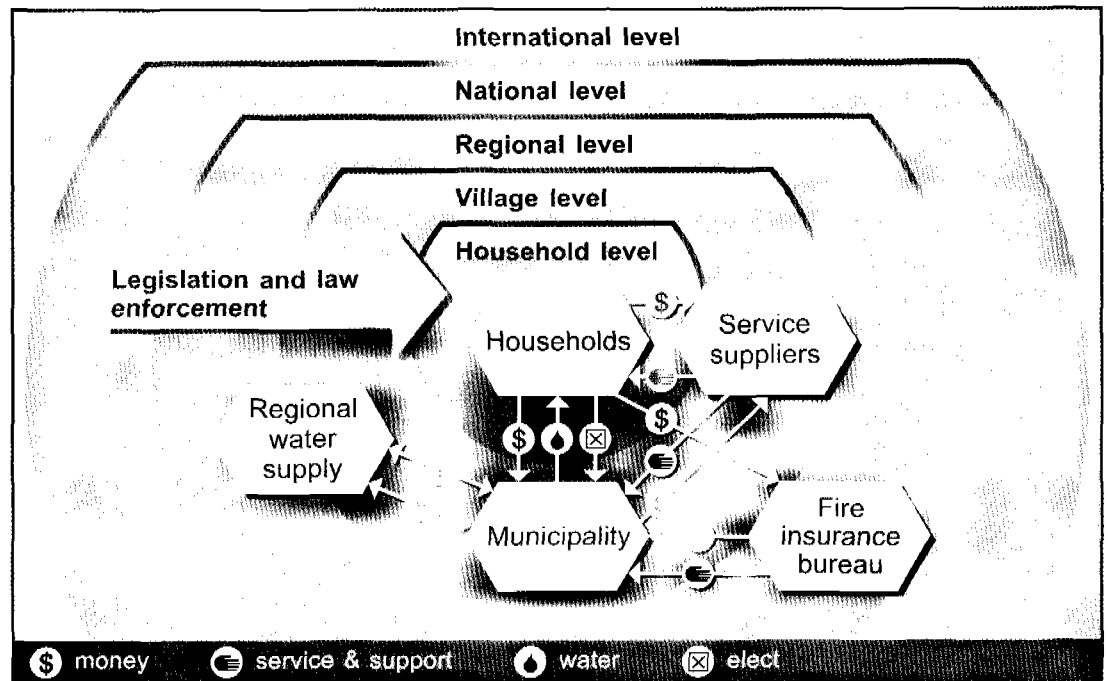 International level
National level
Regional level
Village level
Household level
Legislation and law
enforcement
$
Households
Service
suppliers
Regional
water
supply
$
$
Municipality
Fire
insurance
bureau
$ money
service & support
water
elect